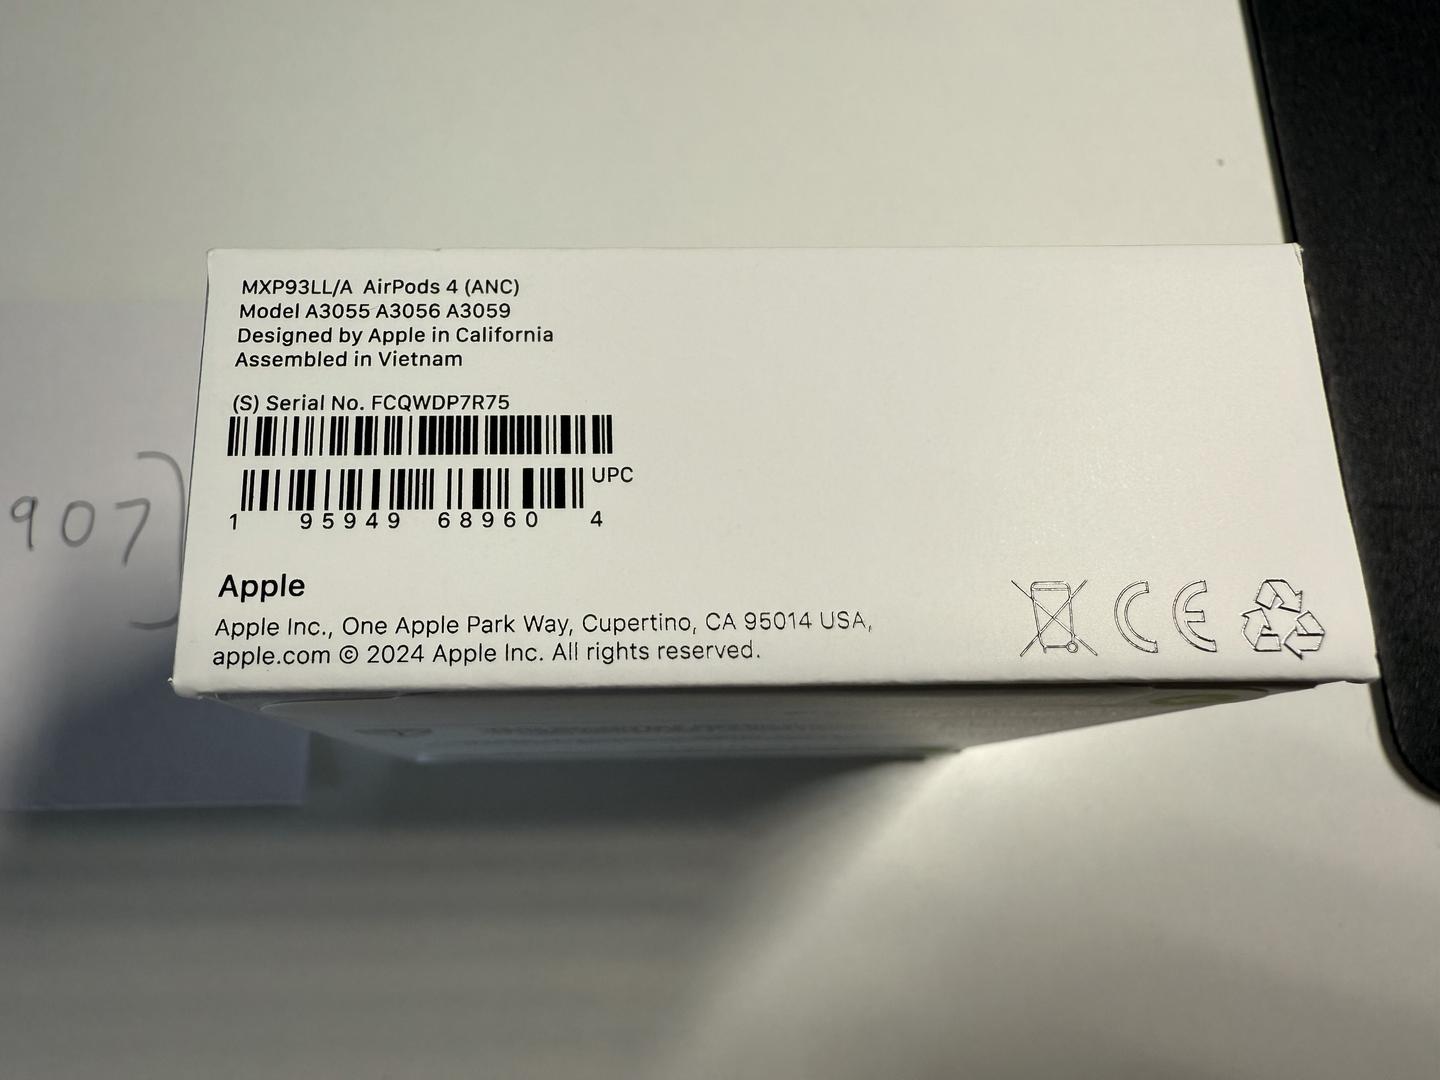 MXP93LL/A AirPods 4 (ANC)
Model A3055 A3056 A3059
Designed by Apple in California
Assembled in Vietnam
(S) Serial No. FCQWDP7R75
UPC
1 95949 68960 4
Apple
Apple Inc., One Apple Park Way, Cupertino, CA 95014 USA,
apple.com © 2024 Apple Inc. All rights reserved.
CE
907)